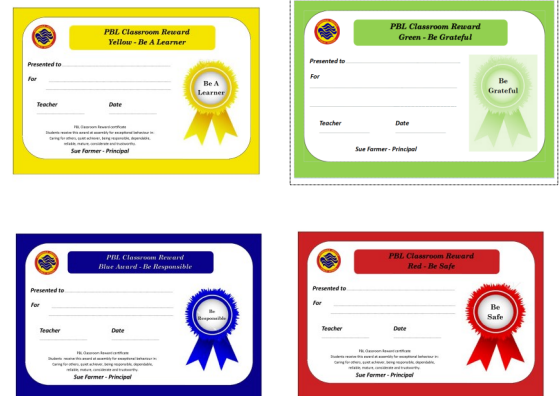 PBL Classroom Reward
Yellow - Be A Learner
Presented to
For
Be A
Learner
Teacher Date
PBL Classroom Reward certificate
Students receive this award at assembly for exceptional behaviour in:
Caring for others, quiet achiever, being responsible, dependable,
reliable, mature, considerate and trustworthy.
Sue Farmer - Principal
PBL Classroom Reward
Green - Be Grateful
Presented to
For
Be
Grateful
Teacher Date
Sue Farmer - Principal
PBL Classroom Reward
Blue Award - Be Responsible
Presented to
For
Be
Responsible
Teacher Date
PBL Classroom Reward certificate
Students receive this award at assembly for exceptional behaviour in:
Caring for others, quiet achiever, being responsible, dependable,
reliable, mature, considerate and trustworthy.
Sue Farmer - Principal
PBL Classroom Reward
Red - Be Safe
Presented to
For
Be
Safe
Teacher Date
PBL Classroom Reward certificate
Students receive this award at assembly for exceptional behaviour in:
Caring for others, quiet achiever, being responsible, dependable,
reliable, mature, considerate and trustworthy.
Sue Farmer - Principal